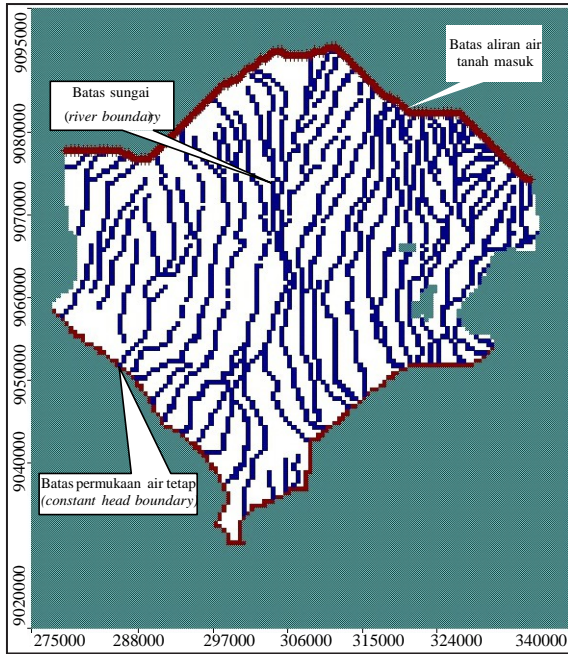 Batas aliran air
tanah masuk
Batas sungai
(river boundary
Batas permukaan air tetap
(constant head boundary)
9095000
9080000
9070000
9060000
9050000
9040000
9020000
275000 288000 297000 306000 315000 324000 340000